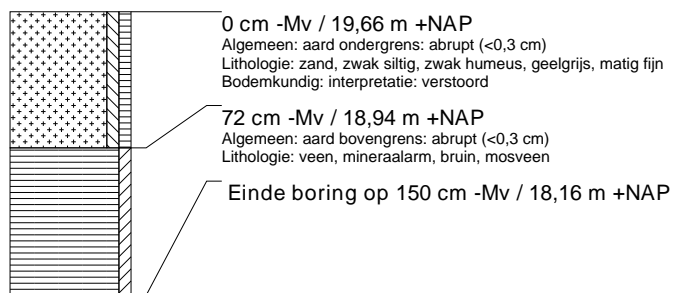 0 cm -Mv / 19,66 m +NAP
Algemeen: aard ondergrens: abrupt (<0,3 cm)
Lithologie: zand, zwak siltig, zwak humeus, geelgrijs, matig fijn
Bodemkundig: interpretatie: verstoord
72 cm -Mv / 18,94 m +NAP
Algemeen: aard bovengrens: abrupt (<0,3 cm)
Lithologie: veen, mineraalarm, bruin, mosveen
Einde boring op 150 cm -Mv / 18,16 m +NAP